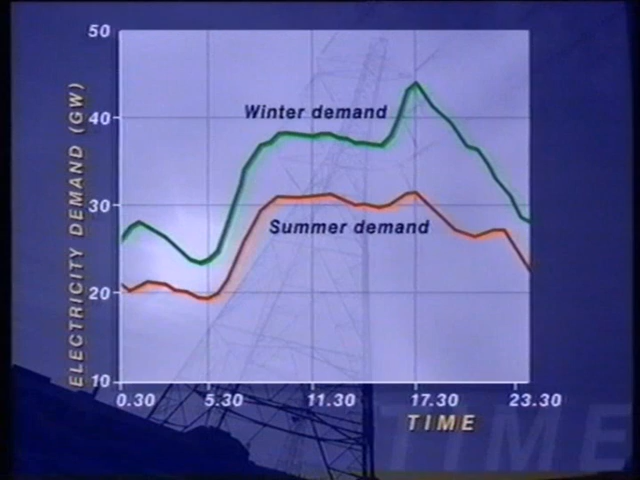 50
40
30
20
10
ELECTRICITY DEMAND (GW)
Winter demand
Summer demand
0.30 5.30 11.30 17.30 23.30
TIME
TIME